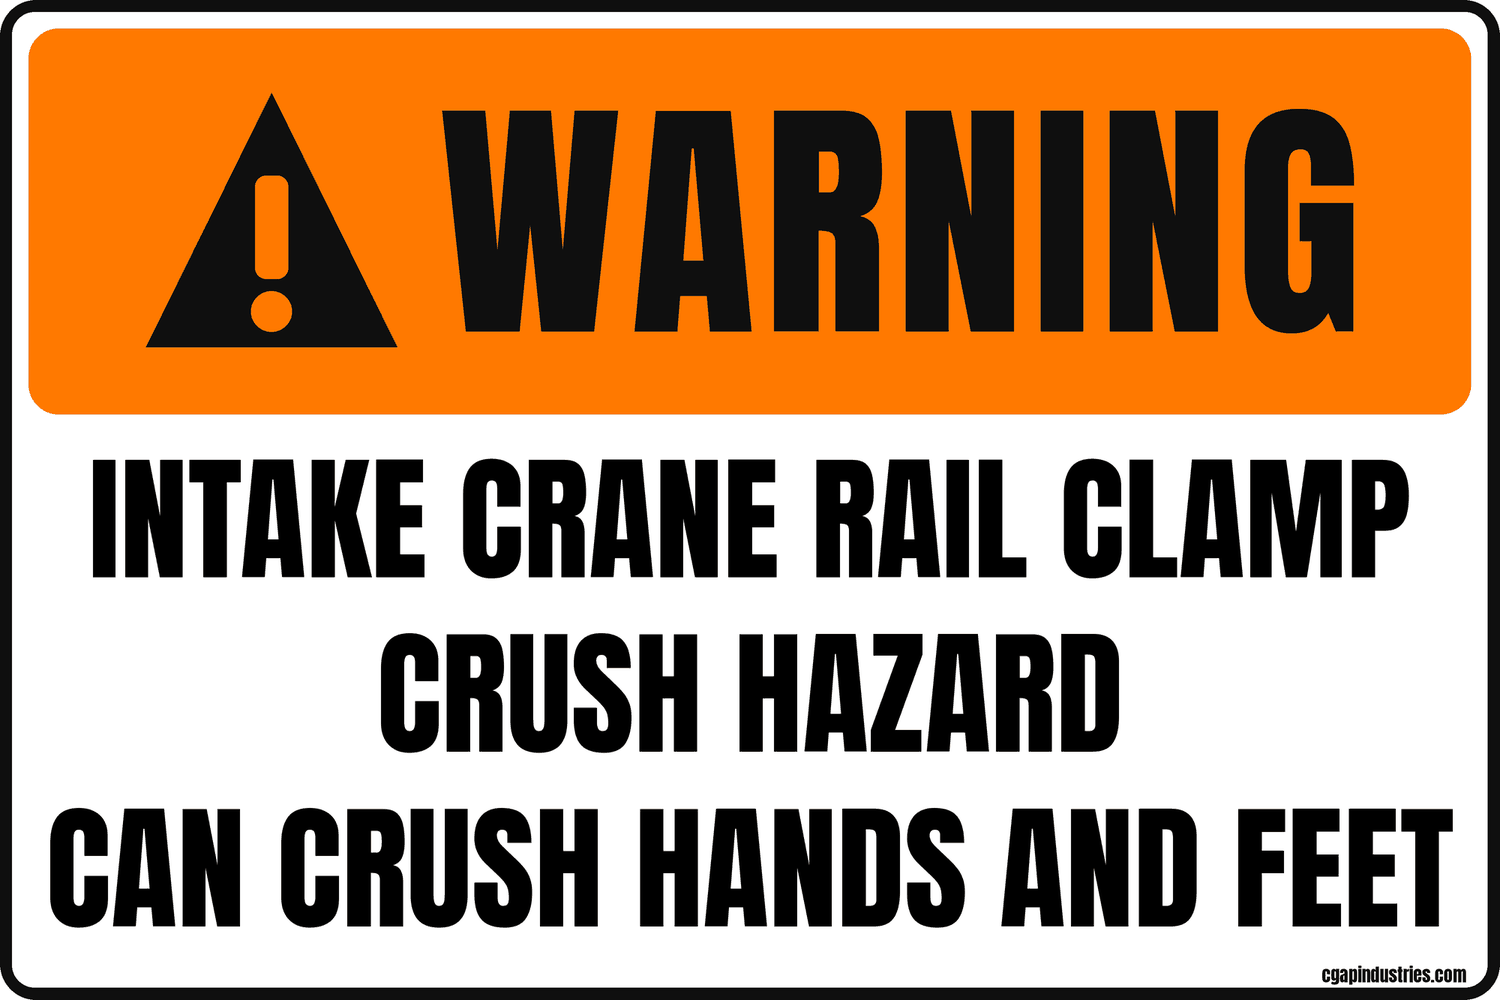 WARNING
INTAKE CRANE RAIL CLAMP
CRUSH HAZARD
CAN CRUSH HANDS AND FEET
cgapindustries.com